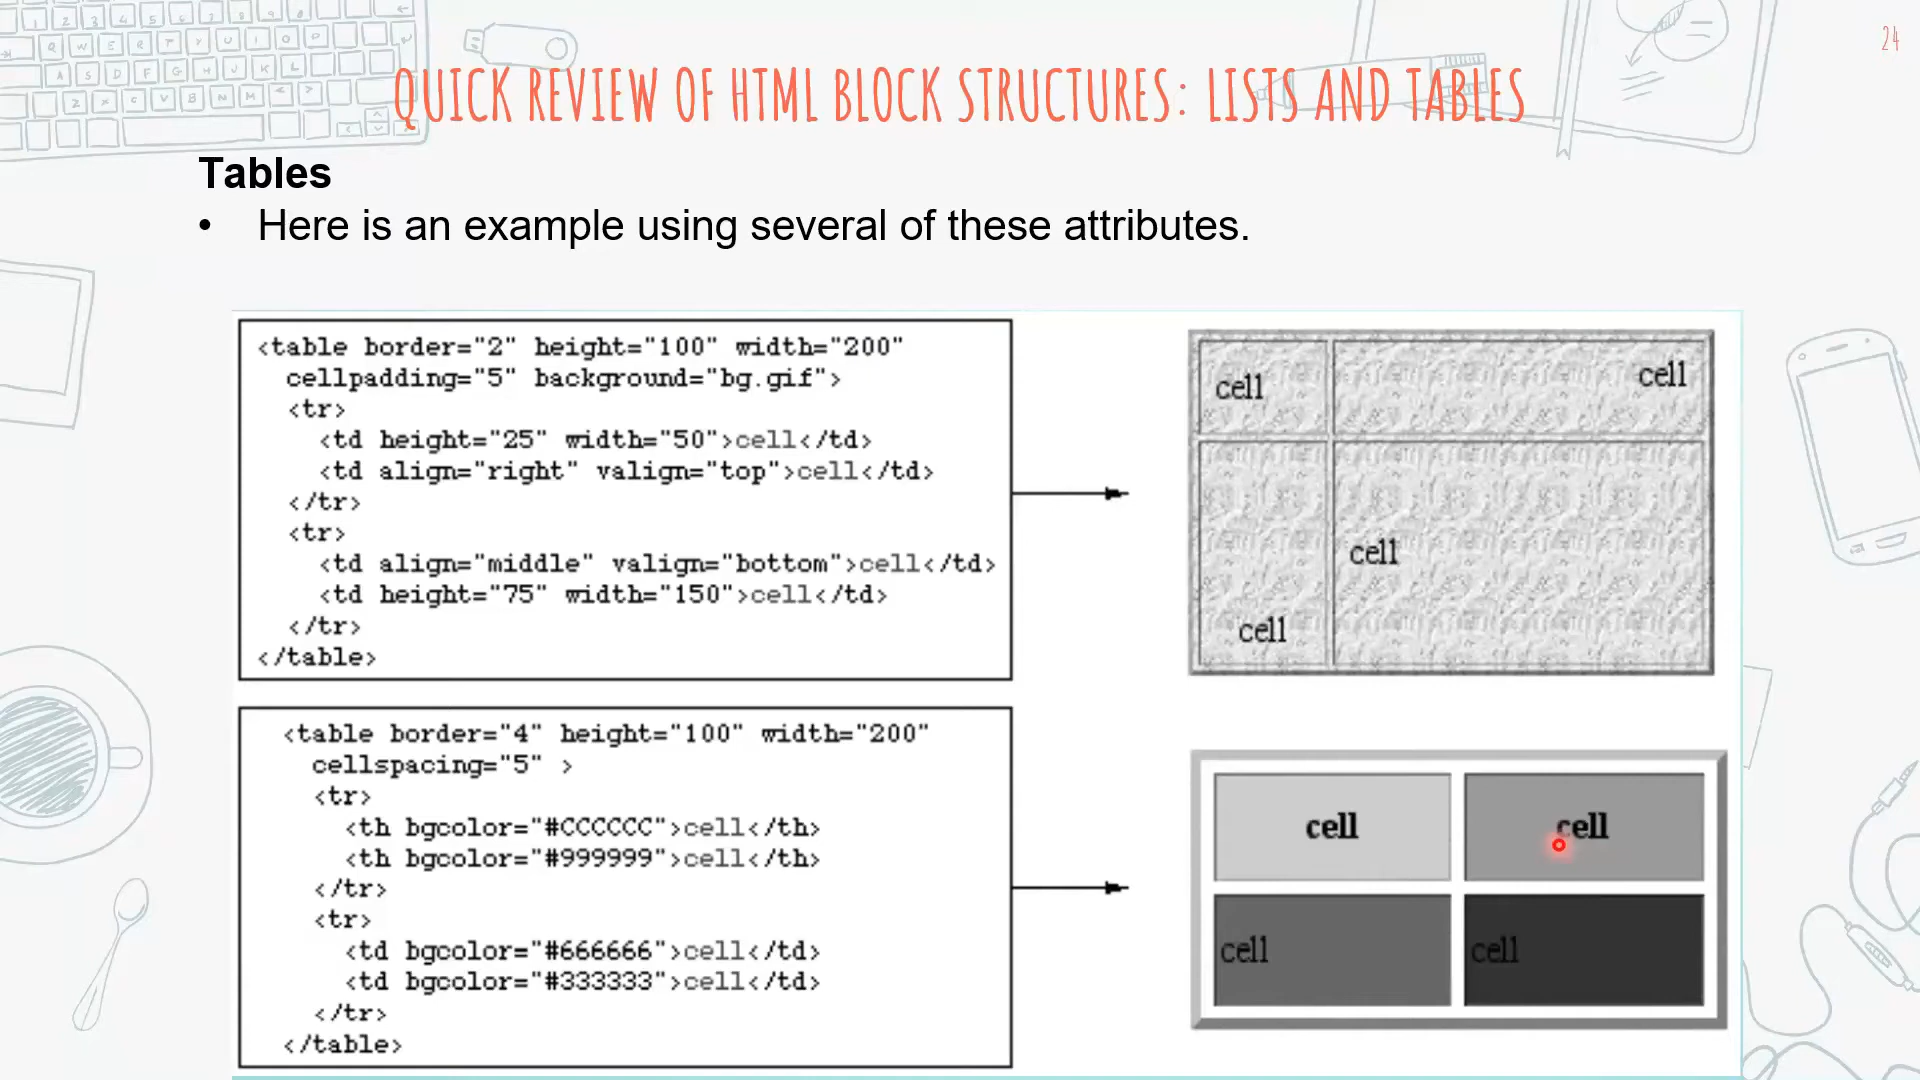 24
QUICK REVIEW OF HTML BLOCK STRUCTURES: LISTS AND TABLES
Tables
• Here is an example using several of these attributes.
<table border="2" height="100" width="200"
cellpadding="5" background="bg.gif">
<tr>
<td height="25" width="50">cell</td>
<td align="right" valign="top">cell</td>
</tr>
<tr>
<td align="middle" valign="bottom">cell</td>
<td height="75" width="150">cell</td>
</tr>
</table>
cell
cell
cell
cell
<table border="4" height="100" width="200"
cellspacing="5" >
<tr>
<th bgcolor="#CCCCCC">cell</th>
<th bgcolor="#999999">cell</th>
</tr>
<tr>
<td bgcolor="#666666">cell</td>
<td bgcolor="#333333">cell</td>
</tr>
</table>
cell cell
cell cell